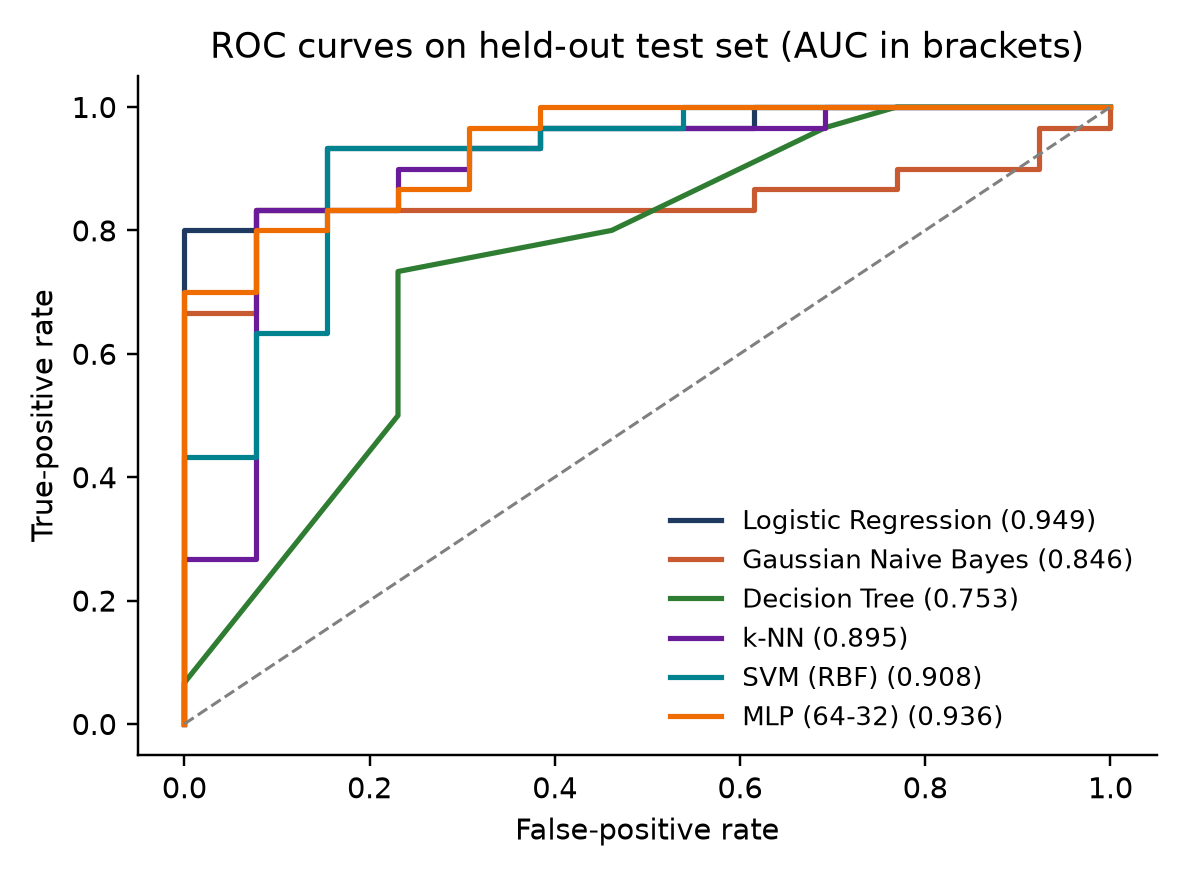 ROC curves on held-out test set (AUC in brackets)
1.0
0.8
0.6
0.4
0.2
0.0
True-positive rate
Logistic Regression (0.949)
Gaussian Naive Bayes (0.846)
Decision Tree (0.753)
k-NN (0.895)
SVM (RBF) (0.908)
MLP (64-32) (0.936)
0.0 0.2 0.4 0.6 0.8 1.0
False-positive rate